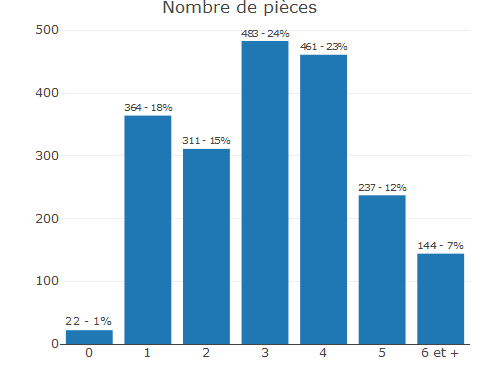 Nombre de pièces
500
400
300
200
100
0
22 - 1%
364 - 18%
311 - 15%
483 - 24%
461 - 23%
237 - 12%
144 - 7%
0 1 2 3 4 5 6 et +